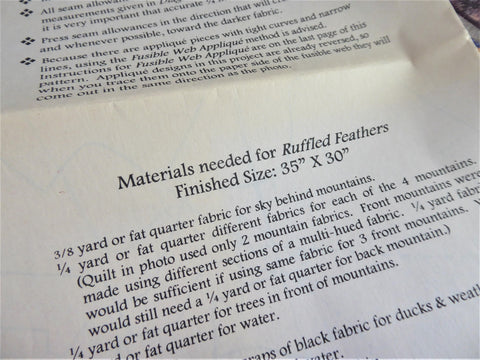 ❖ All seam allowan
measurements given in Diag
it is very important that accurate ¼
❖ Press seam allowances in the direction that will
and whenever possible, toward the darker fabric.
❖ Because there are appliqué pieces with tight curves and narrow
lines, using the Fusible Web Appliqué method is advised.
Instructions for Fusible Web Appliqué are on the last page of this
pattern. Appliqué designs in this project are already reversed, so
when you trace them onto the paper side of the fusible web they will
come out in the same direction as the photo.
Materials needed for Ruffled Feathers
Finished Size: 35” X 30”
3/8 yard or fat quarter fabric for sky behind mountains.
¼ yard or fat quarter different fabrics for each of the 4 mountains.
(Quilt in photo used only 2 mountain fabrics. Front mountains were
made using different sections of a multi-hued fabric. ¼ yard fabri
would be sufficient if using same fabric for 3 front mountains.
would still need a ¼ yard or fat quarter for back mountain.)
¼ yard or fat quarter for trees in front of mountains.
or fat quarter for water.
raps of black fabric for ducks & weath
water.